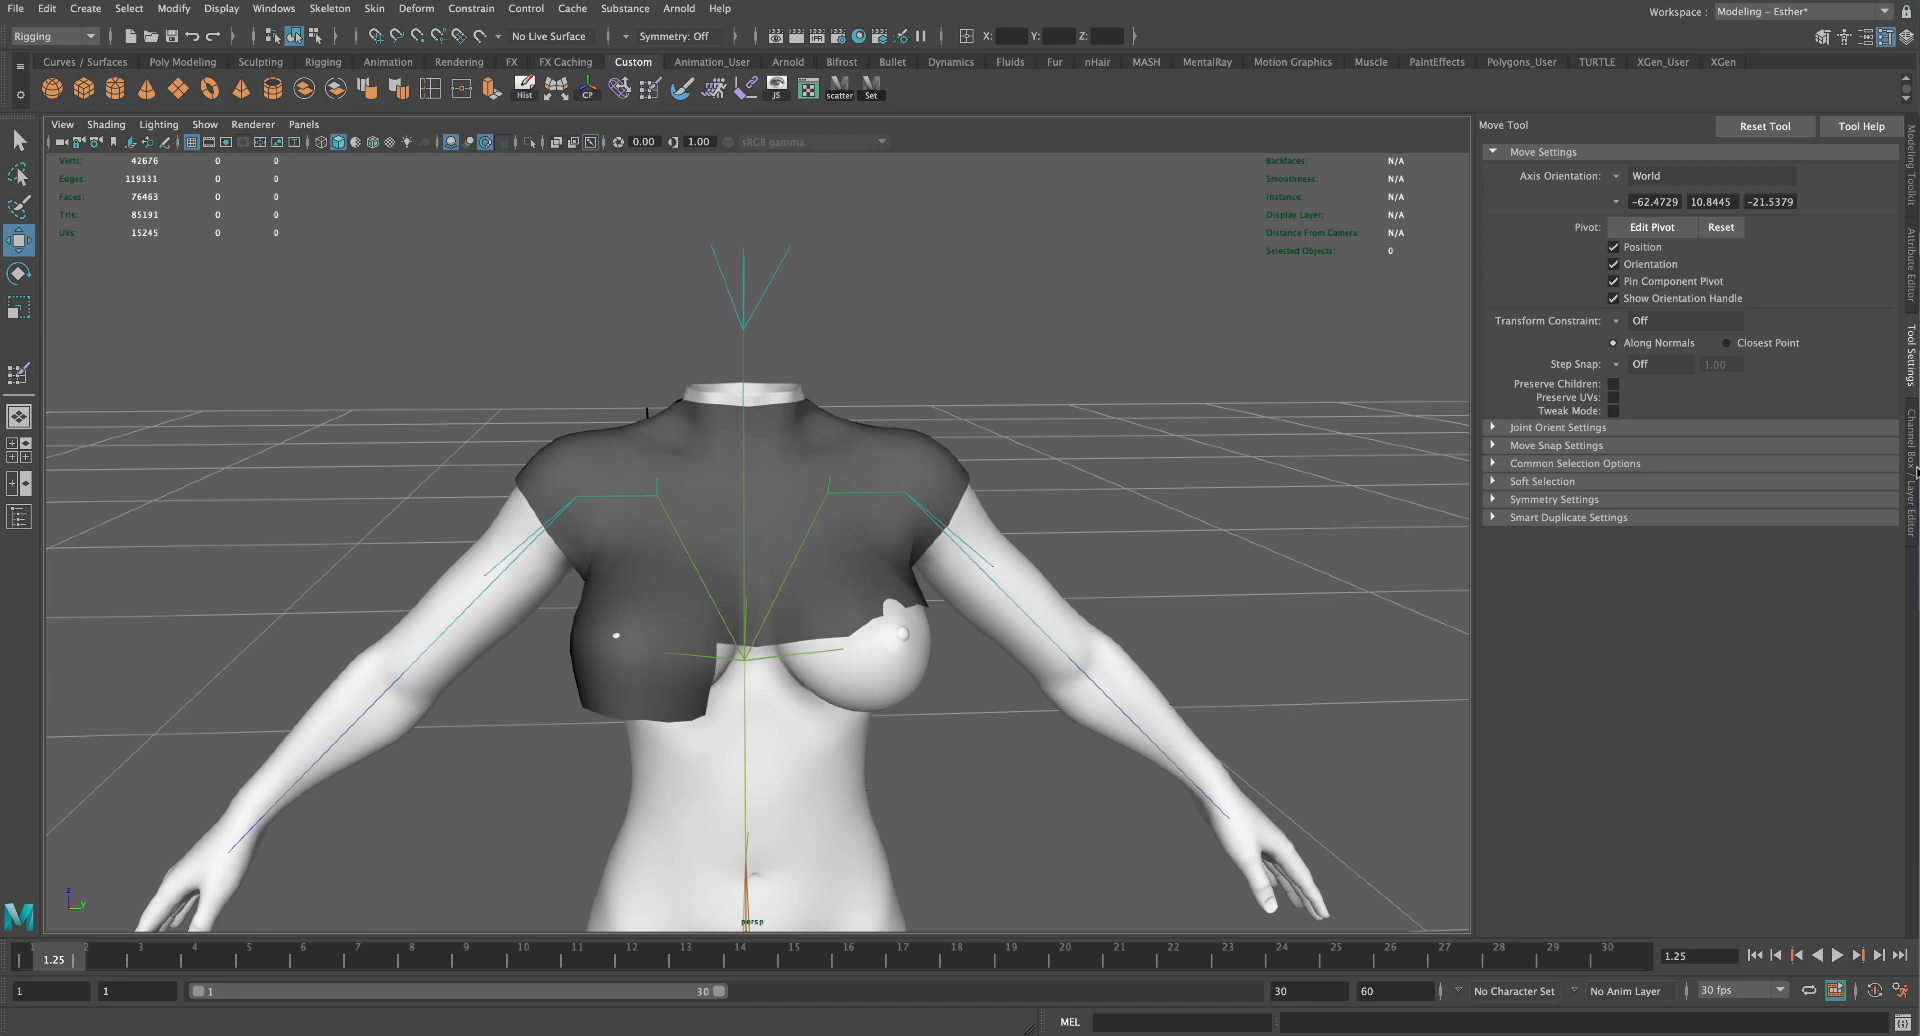 File Edit Create Select Modify Display Windows Skeleton Skin Deform Constrain Control Cache Substance Arnold Help
Workspace : Modeling - Esther*
Rigging No Live Surface Symmetry: Off X: Y: Z:
Curves / Surfaces Poly Modeling Sculpting Rigging Animation Rendering FX FX Caching Custom Animation_User Arnold Bifrost Bullet Dynamics Fluids Fur nHair MASH MentalRay Motion Graphics Muscle PaintEffects Polygons_User TURTLE XGen_User XGen
Hist CP JS scatter Set
View Shading Lighting Show Renderer Panels
0.00 1.00 sRGB gamma
Verts: 42676 0 0
Edges: 119131 0 0
Faces: 76463 0 0
Tris: 85191 0 0
UVs: 15245 0 0
Backfaces: N/A
Smoothness: N/A
Instance: N/A
Display Layer: N/A
Distance From Camera: N/A
Selected Objects: 0
z
y
persp
Move Tool Reset Tool Tool Help
Move Settings
Axis Orientation: World
-62.4729 10.8445 -21.5379
Pivot: Edit Pivot Reset
Position
Orientation
Pin Component Pivot
Show Orientation Handle
Transform Constraint: Off
Along Normals Closest Point
Step Snap: Off 1.00
Preserve Children:
Preserve UVs:
Tweak Mode:
Joint Orient Settings
Move Snap Settings
Common Selection Options
Soft Selection
Symmetry Settings
Smart Duplicate Settings
Modeling Toolkit
Attribute Editor
Tool Settings
Channel Box / Layer Editor
1 2 3 4 5 6 7 8 9 10 11 12 13 14 15 16 17 18 19 20 21 22 23 24 25 26 27 28 29 30
1.25 1.25
1 1 1 30 30 60 No Character Set No Anim Layer 30 fps
MEL